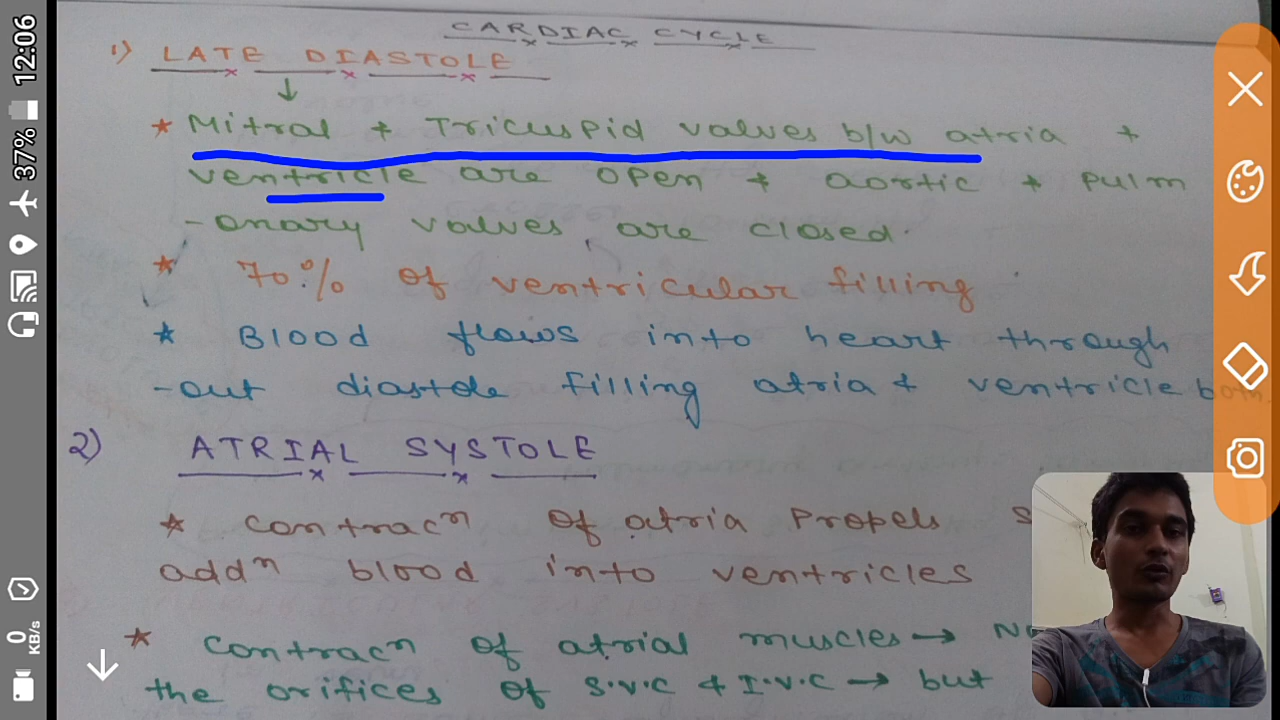 12:06
37%
0
KB/s
CARDIAC CYCLE
1) LATE DIASTOLE
↓
* Mitral + Tricuspid valves b/w atria +
ventricle are open + aortic + pulm
-onary valves are closed.
* 70% of ventricular filling
* Blood flows into heart through
-out diastole filling atria + ventricle both.
2) ATRIAL SYSTOLE
* contracn of atria propels
addn blood into ventricles
* contracn of atrial muscles →
the orifices of S.V.C + I.V.C → but